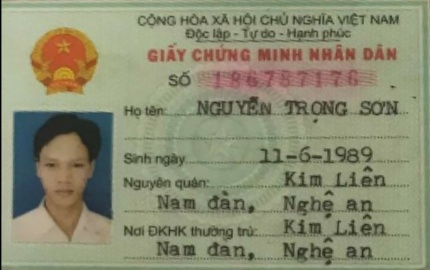 CỘNG HÒA XÃ HỘI CHỦ NGHĨA VIỆT NAM
Độc lập - Tự do - Hạnh phúc
GIẤY CHỨNG MINH NHÂN DÂN
SỐ 186787176
Họ tên: NGUYỄN TRỌNG SƠN
Sinh ngày 11-6-1989
Nguyên quán: Kim Liên
Nam đàn, Nghệ an
Nơi ĐKHK thường trú: Kim Liên
Nam đàn, Nghệ an